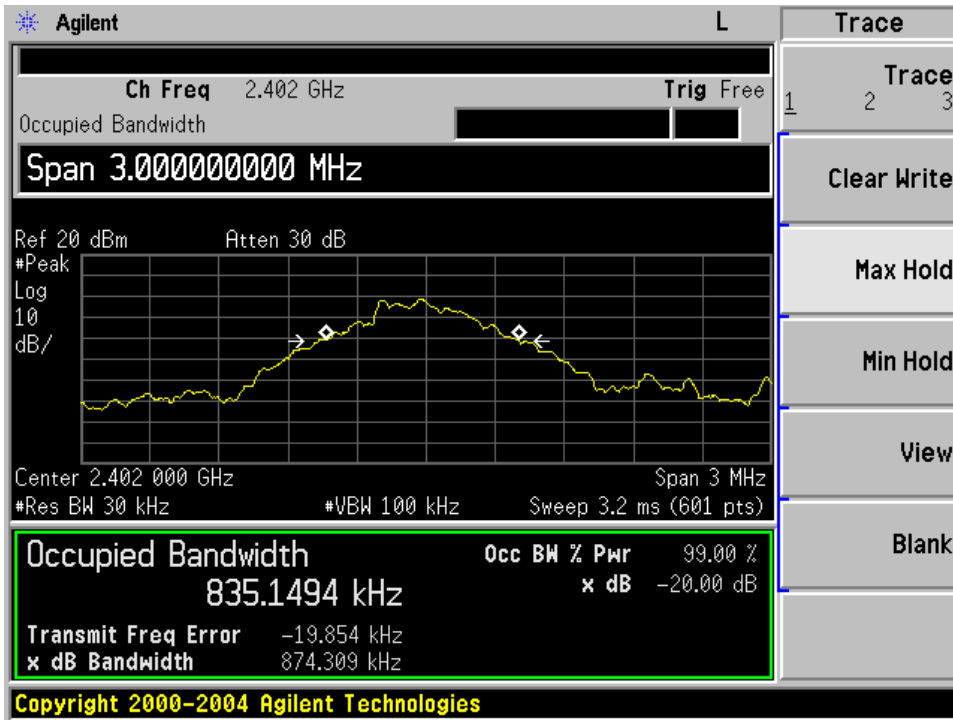 Agilent L Trace
Ch Freq 2.402 GHz Trig Free
Occupied Bandwidth
Span 3.000000000 MHz
Ref 20 dBm Atten 30 dB
#Peak
Log
10
dB/
Center 2.402 000 GHz Span 3 MHz
#Res BW 30 kHz #VBW 100 kHz Sweep 3.2 ms (601 pts)
Occupied Bandwidth Occ BW % Pwr 99.00 %
835.1494 kHz x dB -20.00 dB
Transmit Freq Error -19.854 kHz
x dB Bandwidth 874.309 kHz
Copyright 2000-2004 Agilent Technologies
Trace
1 2 3
Clear Write
Max Hold
Min Hold
View
Blank